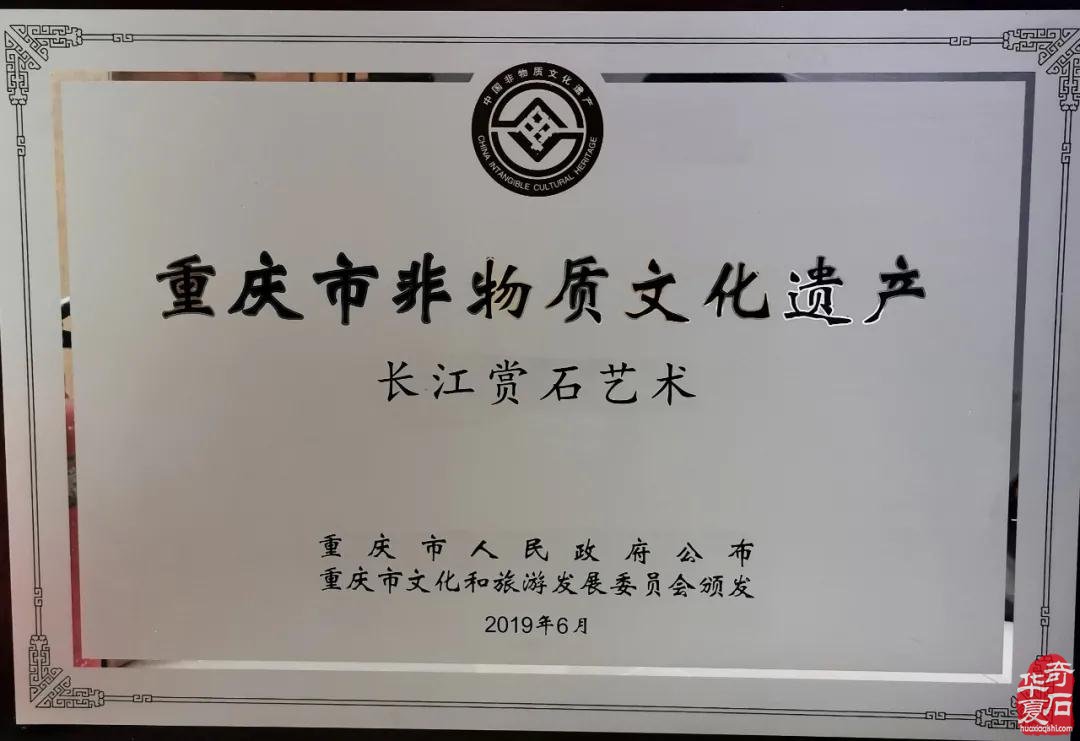 中国非物质文化遗产
CHINA INTANGIBLE CULTURAL HERITAGE
重庆市非物质文化遗产
长江赏石艺术
重庆市人民政府公布
重庆市文化和旅游发展委员会颁发
2019年6月
华夏奇石
huaxiaqishi.com